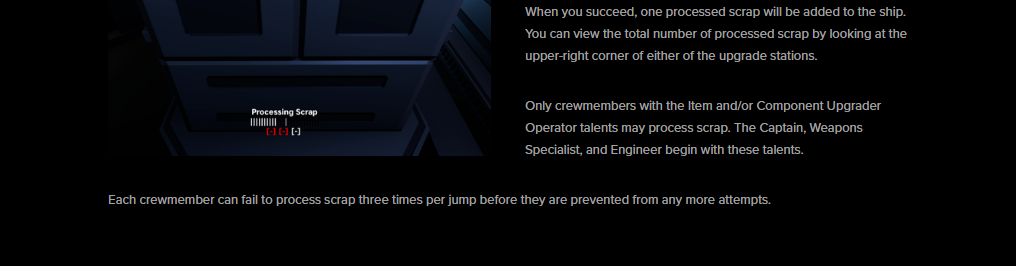 When you succeed, one processed scrap will be added to the ship.
You can view the total number of processed scrap by looking at the
upper-right corner of either of the upgrade stations.
Only crewmembers with the Item and/or Component Upgrader
Operator talents may process scrap. The Captain, Weapons
Specialist, and Engineer begin with these talents.
Processing Scrap
||||||||||| |
[-] [-] [-]
Each crewmember can fail to process scrap three times per jump before they are prevented from any more attempts.